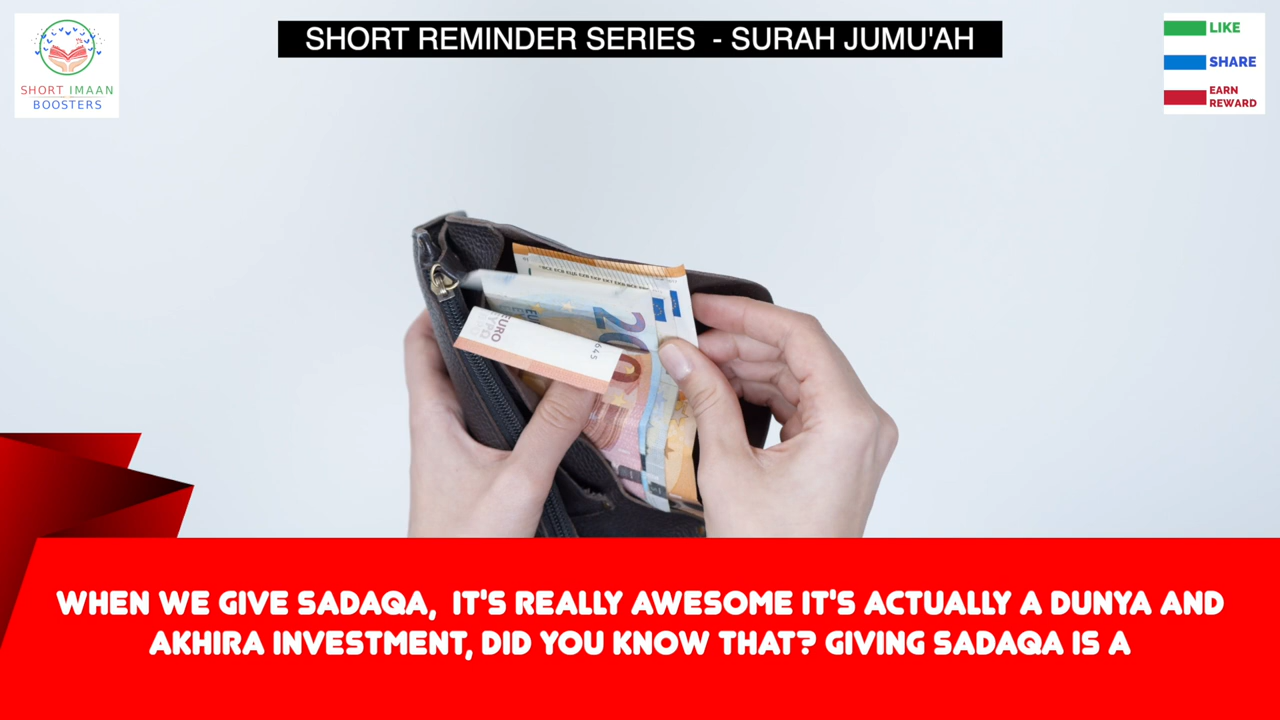 SHORT REMINDER SERIES - SURAH JUMU'AH
SHORT IMAAN
BOOSTERS
LIKE
SHARE
EARN
REWARD
EURO
20
10
WHEN WE GIVE SADAQA, IT'S REALLY AWESOME IT'S ACTUALLY A DUNYA AND
AKHIRA INVESTMENT, DID YOU KNOW THAT? GIVING SADAQA IS A